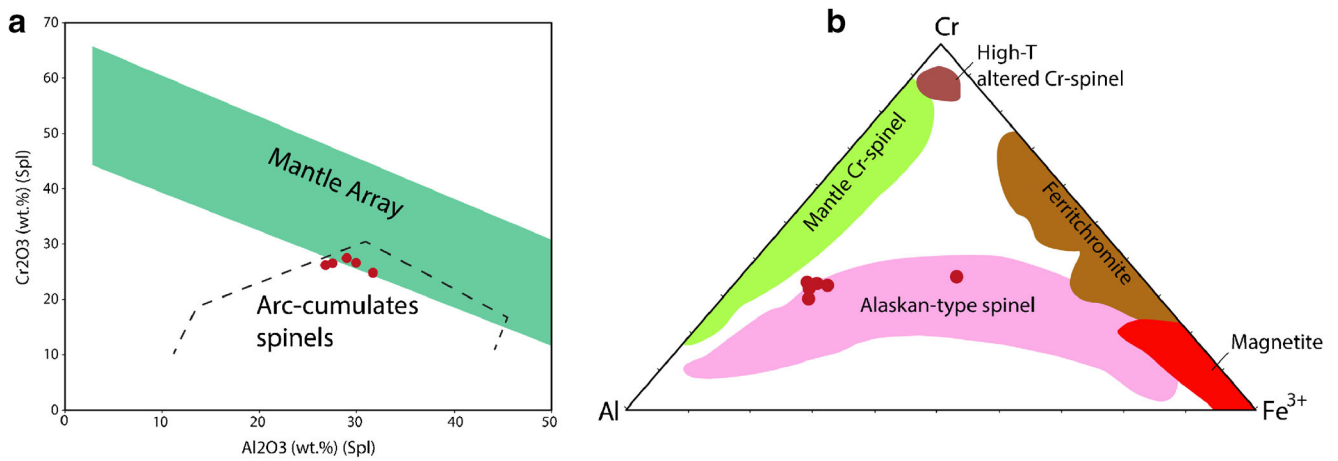 a
70
60
50
40
30
20
10
0
0
10
20
30
40
50
Cr2O3 (wt.%) (Spl)
Al2O3 (wt.%) (Spl)
Mantle Array
Arc-cumulates
spinels
b
Cr
High-T
altered Cr-spinel
Mantle Cr-spinel
Ferritchromite
Alaskan-type spinel
Magnetite
Al
Fe³⁺